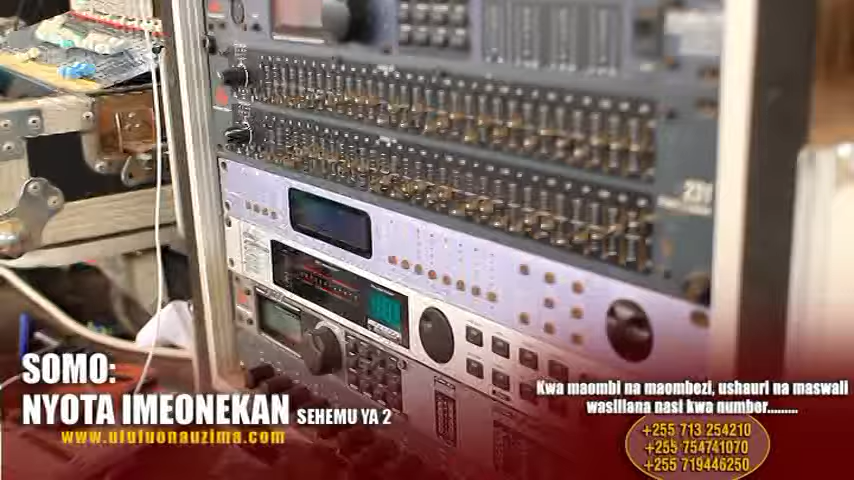 SOMO:
NYOTA IMEONEKAN SEHEMU YA 2
www.ufufuonauzima.com
Kwa maombi na maombezi, ushauri na maswali
wasiliana nasi kwa number.........
+255 713 254210
+255 754741070
+255 719446250
231